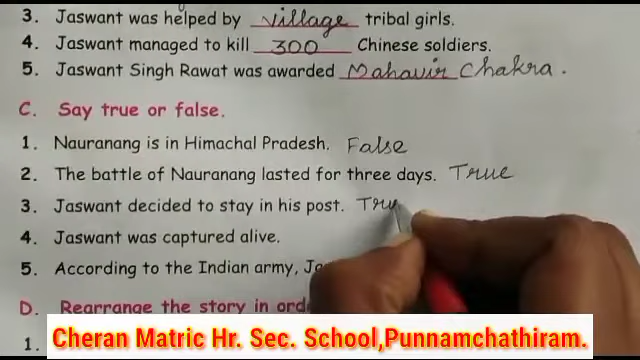 3. Jaswant was helped by village tribal girls.
4. Jaswant managed to kill 300 Chinese soldiers.
5. Jaswant Singh Rawat was awarded Mahavir Chakra.
C. Say true or false.
1. Nauranang is in Himachal Pradesh. False
2. The battle of Nauranang lasted for three days. True
3. Jaswant decided to stay in his post. Tru
4. Jaswant was captured alive.
5. According to the Indian army,
D. Rearrange the story in
1.
Cheran Matric Hr. Sec. School,Punnamchathiram.